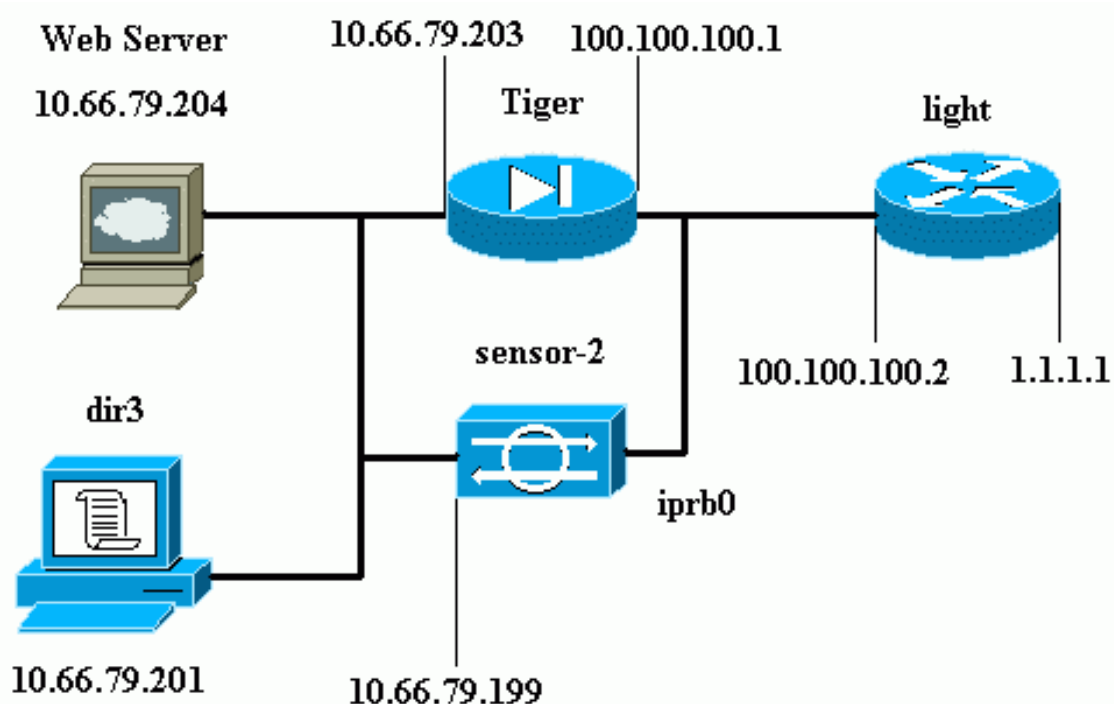 Web Server
10.66.79.204
10.66.79.203
100.100.100.1
Tiger
light
sensor-2
100.100.100.2
1.1.1.1
dir3
iprb0
10.66.79.201
10.66.79.199